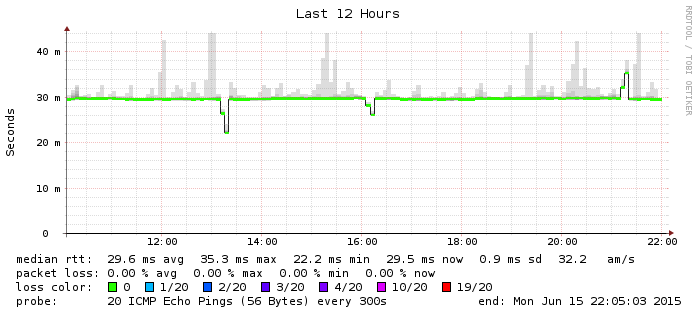 Last 12 Hours
RRDTOOL / TOBI OETIKER
Seconds
40 m
30 m
20 m
10 m
0
12:00 14:00 16:00 18:00 20:00 22:00
median rtt: 29.6 ms avg 35.3 ms max 22.2 ms min 29.5 ms now 0.9 ms sd 32.2 am/s
packet loss: 0.00 % avg 0.00 % max 0.00 % min 0.00 % now
loss color: 0 1/20 2/20 3/20 4/20 10/20 19/20
probe: 20 ICMP Echo Pings (56 Bytes) every 300s end: Mon Jun 15 22:05:03 2015